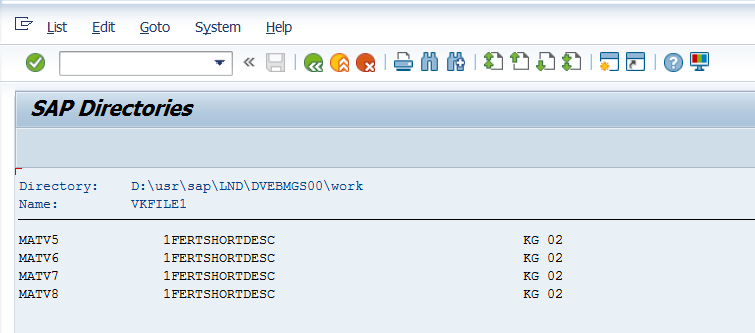 List Edit Goto System Help
SAP Directories
Directory: D:\usr\sap\LND\DVEBMGS00\work
Name: VKFILE1
MATV5 1FERTSHORTDESC KG 02
MATV6 1FERTSHORTDESC KG 02
MATV7 1FERTSHORTDESC KG 02
MATV8 1FERTSHORTDESC KG 02